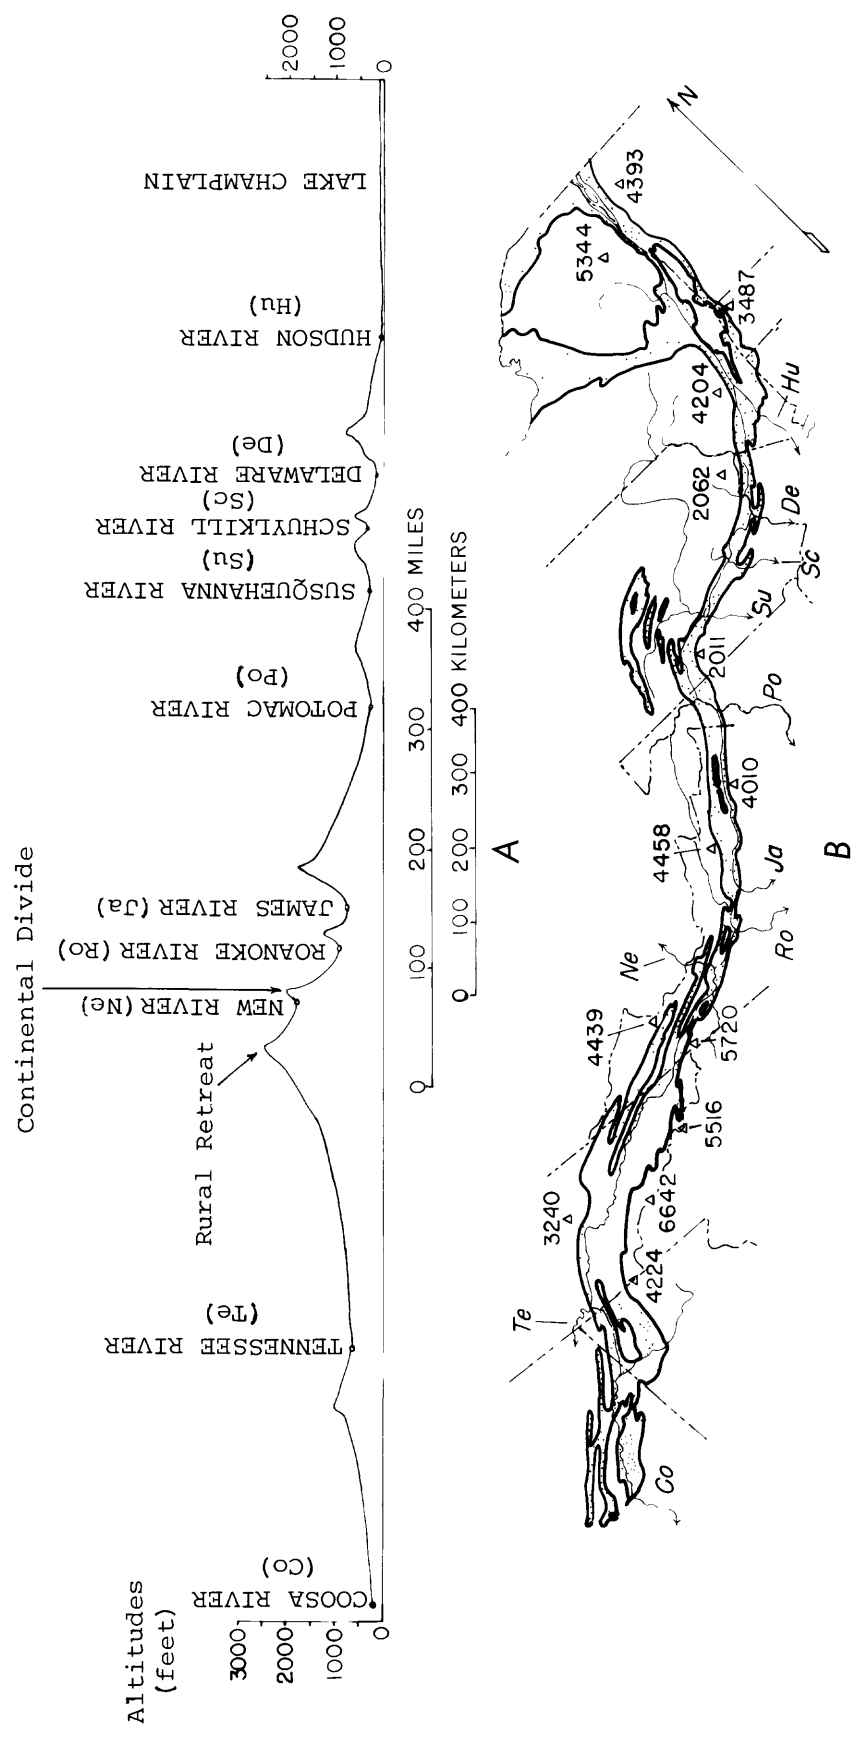 Altitudes
(feet)
3000
2000
1000
0
COOSA RIVER
(Co)
TENNESSEE RIVER
(Te)
Rural Retreat
Continental Divide
NEW RIVER (Ne)
ROANOKE RIVER (Ro)
JAMES RIVER (Ja)
POTOMAC RIVER
(Po)
SUSQUEHANNA RIVER
(Su)
SCHUYLKILL RIVER
(Sc)
DELAWARE RIVER
(De)
HUDSON RIVER
(Hu)
LAKE CHAMPLAIN
2000
1000
0
0 100 200 300 400 MILES
0 100 200 300 400 KILOMETERS
A
Co
Te
4224
3240
6642
5516
4439
5720
Ne
Ro
Ja
4458
4010
Po
2011
Su
Sc
De
2062
4204
Hu
3487
5344
4393
N
B